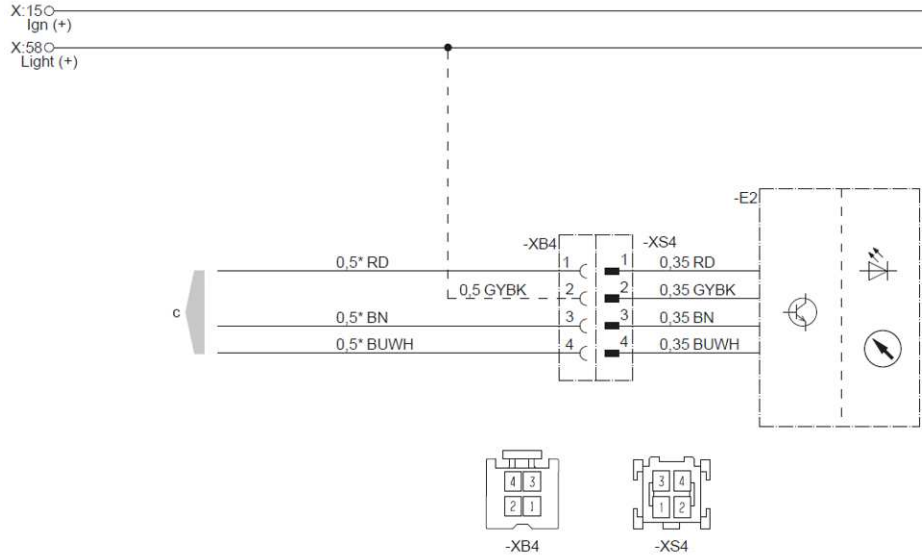 X:15
Ign (+)
X:58
Light (+)
-E2
-XB4
-XS4
0,5* RD
1
1
0,35 RD
0,5 GYBK
2
2
0,35 GYBK
0,5* BN
3
3
0,35 BN
c
0,5* BUWH
4
4
0,35 BUWH
4 3
2 1
3 4
1 2
-XB4
-XS4